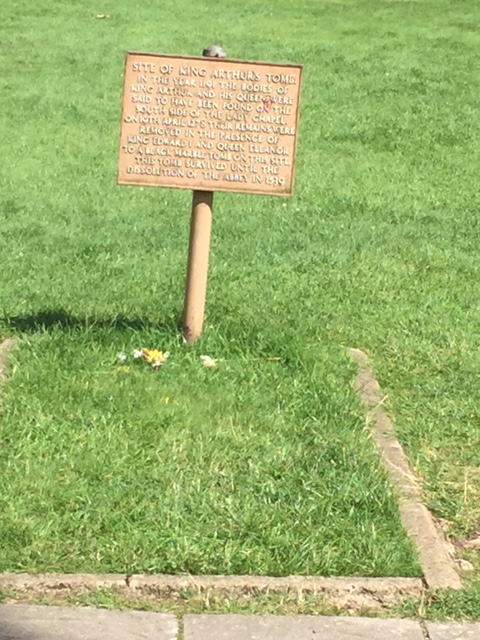 SITE OF KING ARTHUR'S TOMB.
IN THE YEAR 1191 THE BODIES OF
KING ARTHUR AND HIS QUEEN WERE
SAID TO HAVE BEEN FOUND ON THE
SOUTH SIDE OF THE LADY CHAPEL.
ON 19TH APRIL 1278 THEIR REMAINS WERE
REMOVED IN THE PRESENCE OF
KING EDWARD I AND QUEEN ELEANOR
TO A BLACK MARBLE TOMB ON THIS SITE.
THIS TOMB SURVIVED UNTIL THE
DISSOLUTION OF THE ABBEY IN 1539